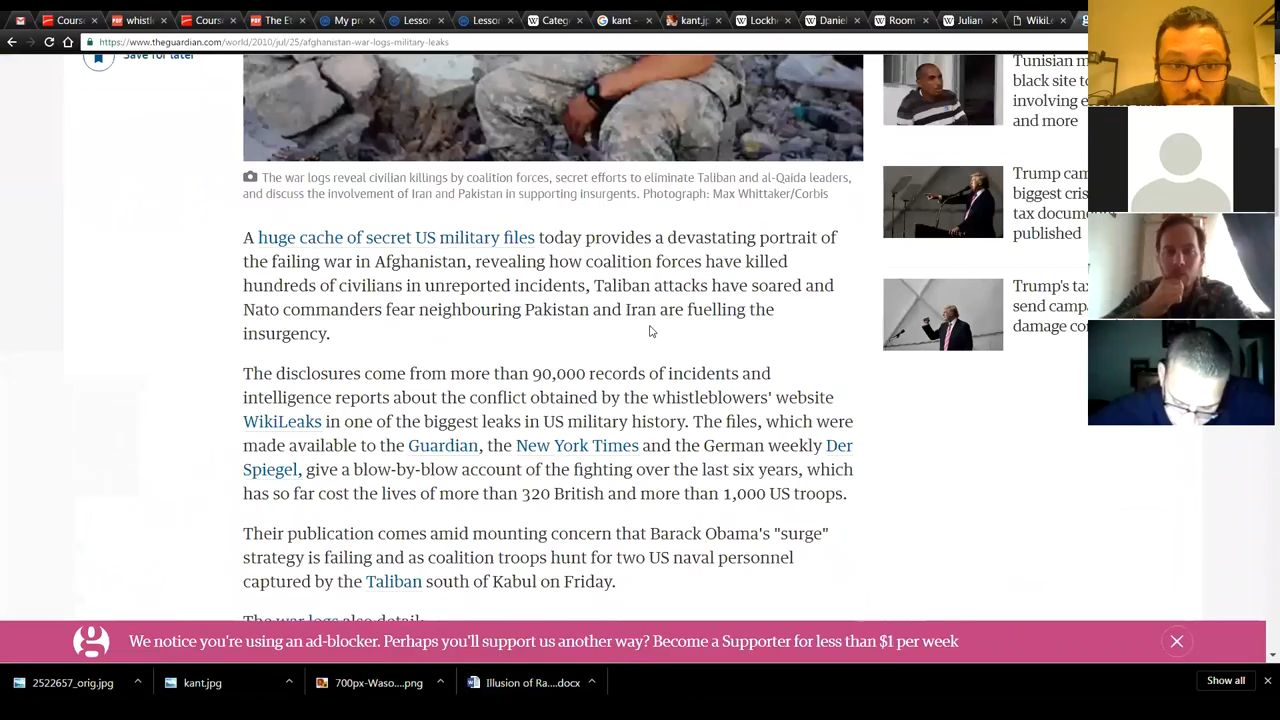 Course
whistl
Course
The Et
My pro
Lesson
Lesson
Categ
kant -
kant.jp
Lockhe
Daniel
Room
Julian
WikiLe
https://www.theguardian.com/world/2010/jul/25/afghanistan-war-logs-military-leaks
Save for later
Tunisian m
black site to
involving e
and more
The war logs reveal civilian killings by coalition forces, secret efforts to eliminate Taliban and al-Qaida leaders,
and discuss the involvement of Iran and Pakistan in supporting insurgents. Photograph: Max Whittaker/Corbis
Trump cam
biggest cris
tax docume
published
A huge cache of secret US military files today provides a devastating portrait of
the failing war in Afghanistan, revealing how coalition forces have killed
hundreds of civilians in unreported incidents, Taliban attacks have soared and
Nato commanders fear neighbouring Pakistan and Iran are fuelling the
insurgency.
Trump's tax
send campa
damage co
The disclosures come from more than 90,000 records of incidents and
intelligence reports about the conflict obtained by the whistleblowers' website
WikiLeaks in one of the biggest leaks in US military history. The files, which were
made available to the Guardian, the New York Times and the German weekly Der
Spiegel, give a blow-by-blow account of the fighting over the last six years, which
has so far cost the lives of more than 320 British and more than 1,000 US troops.
Their publication comes amid mounting concern that Barack Obama's "surge"
strategy is failing and as coalition troops hunt for two US naval personnel
captured by the Taliban south of Kabul on Friday.
The war logs also detail:
We notice you're using an ad-blocker. Perhaps you'll support us another way? Become a Supporter for less than $1 per week
2522657_orig.jpg
kant.jpg
700px-Waso....png
Illusion of Ra....docx
Show all